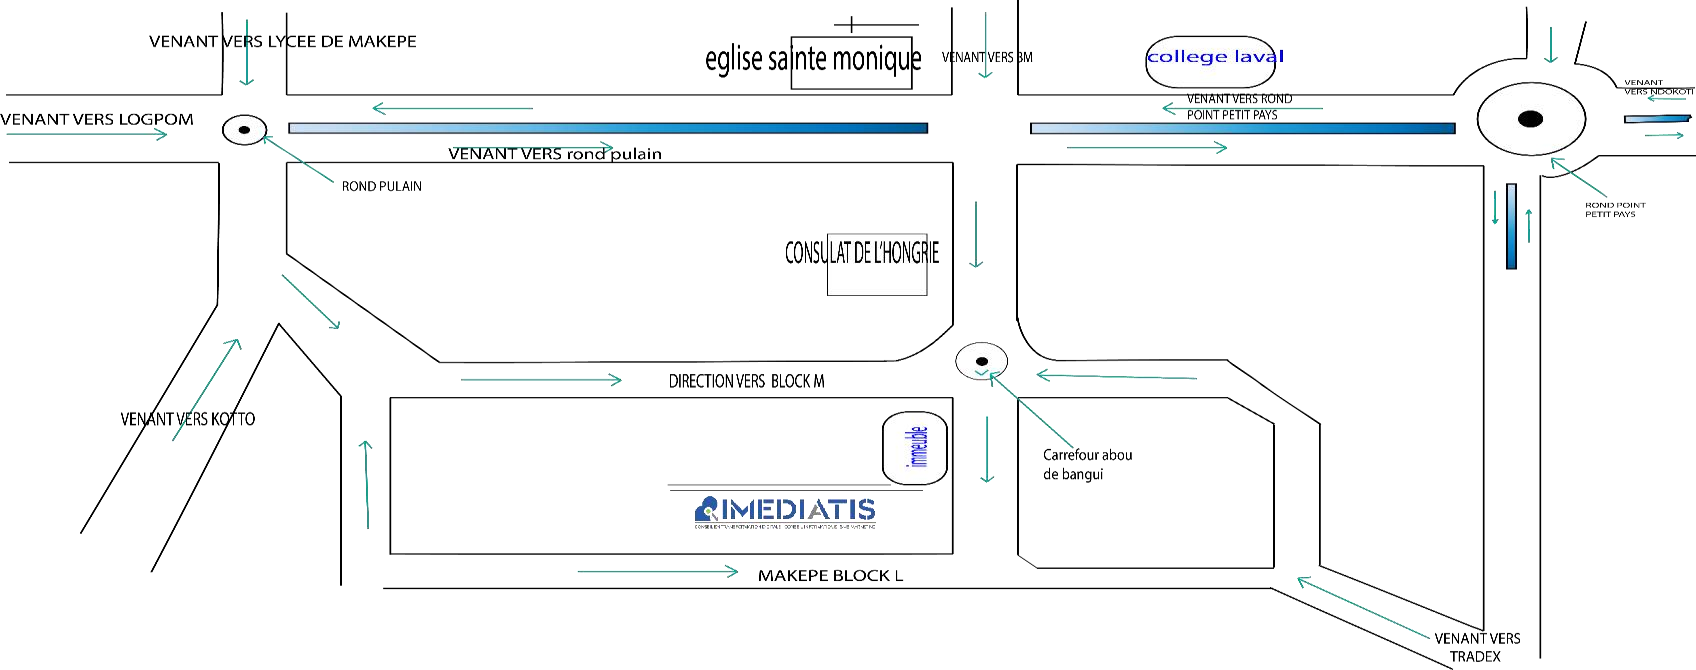 VENANT VERS LYCEE DE MAKEPE
eglise sainte monique
VENANT VERS BM
college laval
VENANT
VERS NDOKOTI
VENANT VERS ROND
POINT PETIT PAYS
VENANT VERS LOGPOM
VENANT VERS rond pulain
ROND PULAIN
ROND POINT
PETIT PAYS
CONSULAT DE L'HONGRIE
DIRECTION VERS BLOCK M
VENANT VERS KOTTO
immeuble
Carrefour abou
de bangui
IMEDIATIS
MAKEPE BLOCK L
VENANT VERS
TRADEX